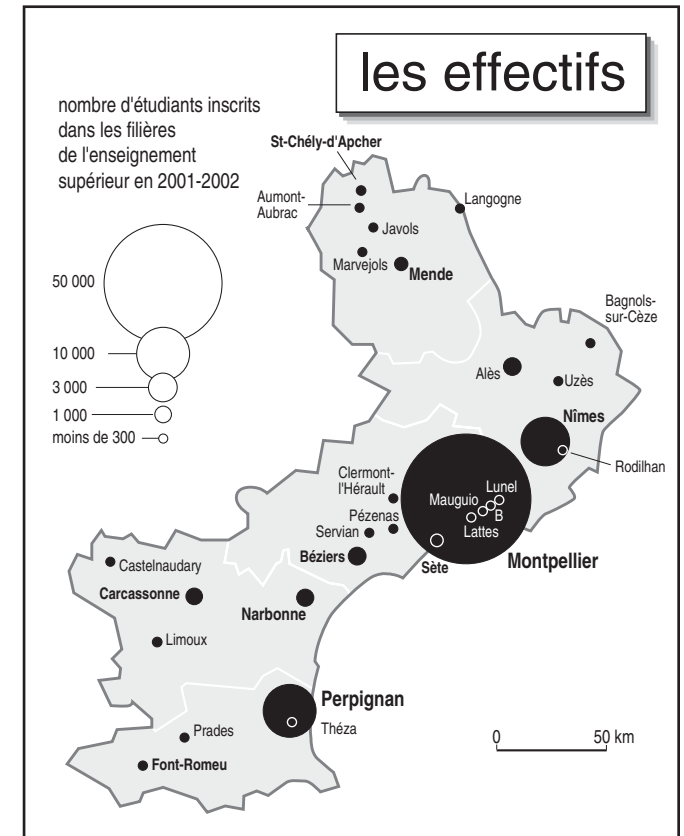 les effectifs
nombre d'étudiants inscrits
dans les filières
de l'enseignement
supérieur en 2001-2002
50 000
10 000
3 000
1 000
moins de 300
St-Chély-d'Apcher
Aumont-
Aubrac
Langogne
Javols
Marvejols
Mende
Bagnols-
sur-Cèze
Alès
Uzès
Nîmes
Rodilhan
Clermont-
l'Hérault
Lunel
Mauguio
B
Pézenas
Lattes
Servian
Béziers
Sète
Montpellier
Castelnaudary
Carcassonne
Narbonne
Limoux
Perpignan
Théza
Prades
Font-Romeu
0 50 km